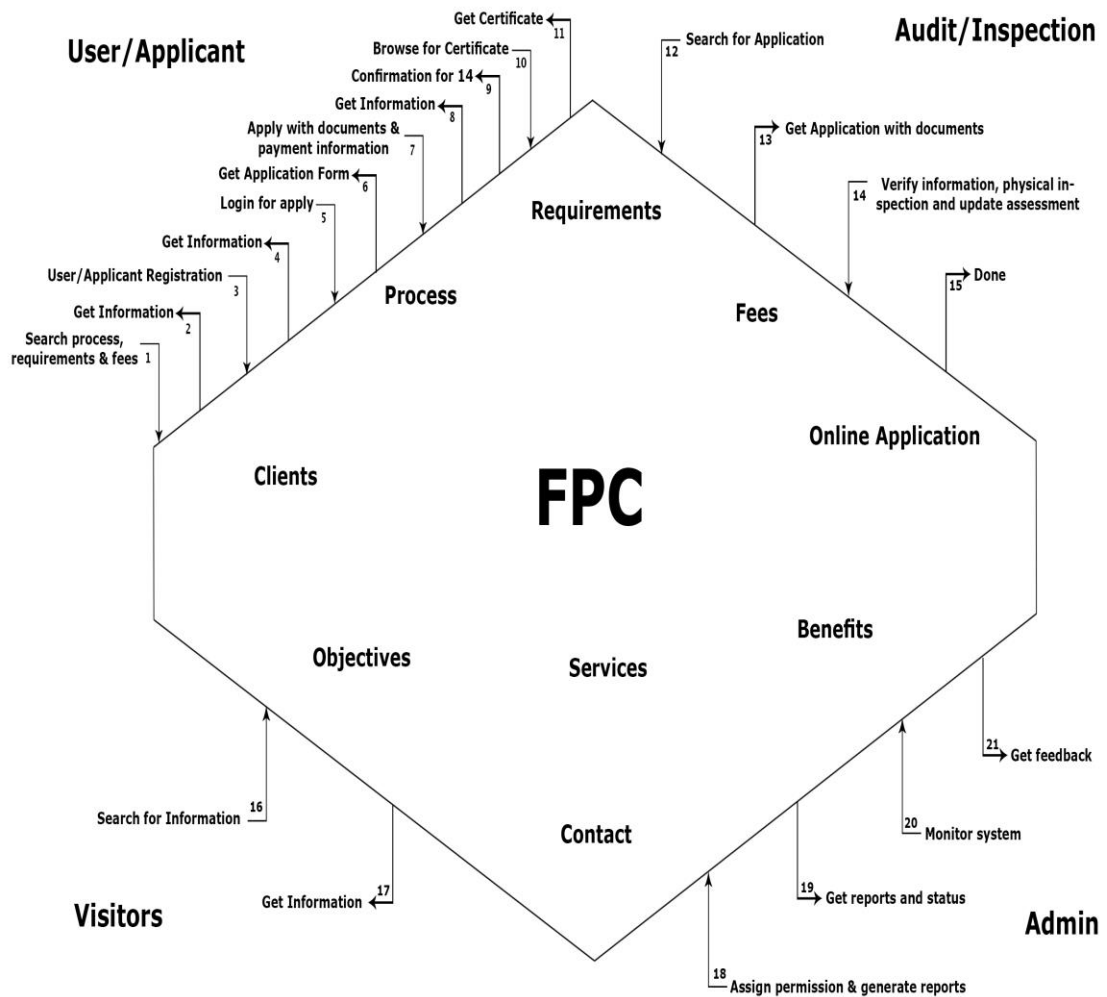 User/Applicant
Audit/Inspection
Get Certificate
11
Browse for Certificate
10
Confirmation for 14
9
Get Information
8
Apply with documents &
payment information
7
Get Application Form
6
Login for apply
5
Get Information
4
User/Applicant Registration
3
Get Information
2
Search process,
requirements & fees
1
12
Search for Application
13
Get Application with documents
14
Verify information, physical in-
spection and update assessment
15
Done
Requirements
Process
Fees
Online Application
Clients
FPC
Benefits
Objectives
Services
Contact
Search for Information
16
Get Information
17
Visitors
21
Get feedback
20
Monitor system
19
Get reports and status
18
Assign permission & generate reports
Admin